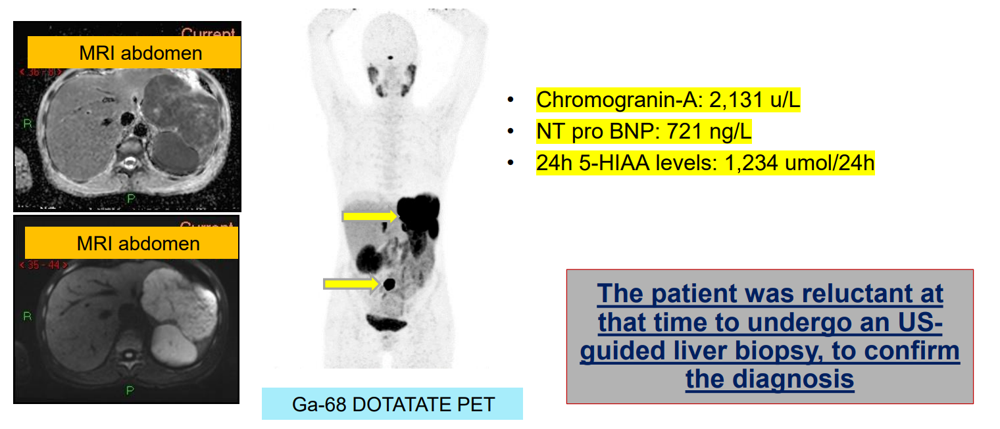 Current
MRI abdomen
R
P
Current
MRI abdomen
< 35 - 44 >
R
P
Ga-68 DOTATATE PET
• Chromogranin-A: 2,131 u/L
• NT pro BNP: 721 ng/L
• 24h 5-HIAA levels: 1,234 umol/24h
The patient was reluctant at
that time to undergo an US-
guided liver biopsy, to confirm
the diagnosis